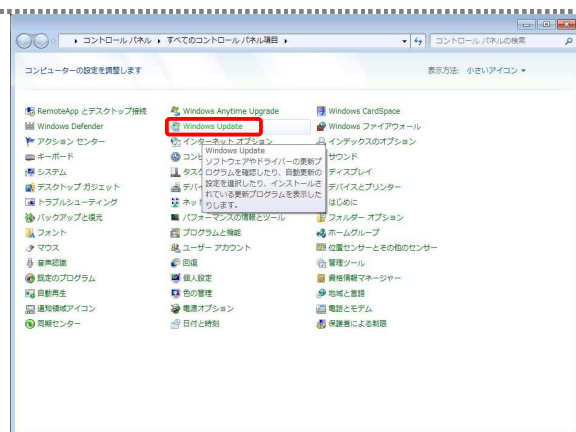 コントロール パネル ▸ すべてのコントロール パネル項目 ▸
コントロール パネルの検索
コンピューターの設定を調整します
表示方法: 小さいアイコン ▾
RemoteApp とデスクトップ接続
Windows Anytime Upgrade
Windows CardSpace
Windows Defender
Windows Update
Windows ファイアウォール
アクション センター
インターネット オプション
インデックスのオプション
キーボード
コンピ
サウンド
システム
タスク
ディスプレイ
デスクトップ ガジェット
デバイ
デバイスとプリンター
トラブルシューティング
ネット
はじめに
バックアップと復元
パフォーマンスの情報とツール
フォルダー オプション
フォント
プログラムと機能
ホームグループ
マウス
ユーザー アカウント
位置センサーとその他のセンサー
音声認識
回復
管理ツール
既定のプログラム
個人設定
資格情報マネージャー
自動再生
色の管理
地域と言語
通知領域アイコン
電源オプション
電話とモデム
同期センター
日付と時刻
保護者による制限
Windows Update
ソフトウェアやドライバーの更新プ
ログラムを確認したり、自動更新の
設定を選択したり、インストールさ
れている更新プログラムを表示した
りします。